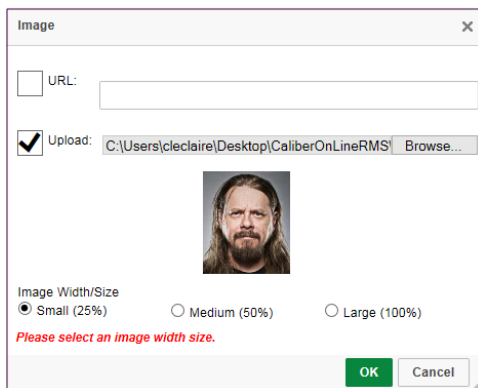 Image
URL:
Upload: C:\Users\cleclaire\Desktop\CaliberOnLineRMS\ Browse...
Image Width/Size
Small (25%) Medium (50%) Large (100%)
Please select an image width size.
OK Cancel